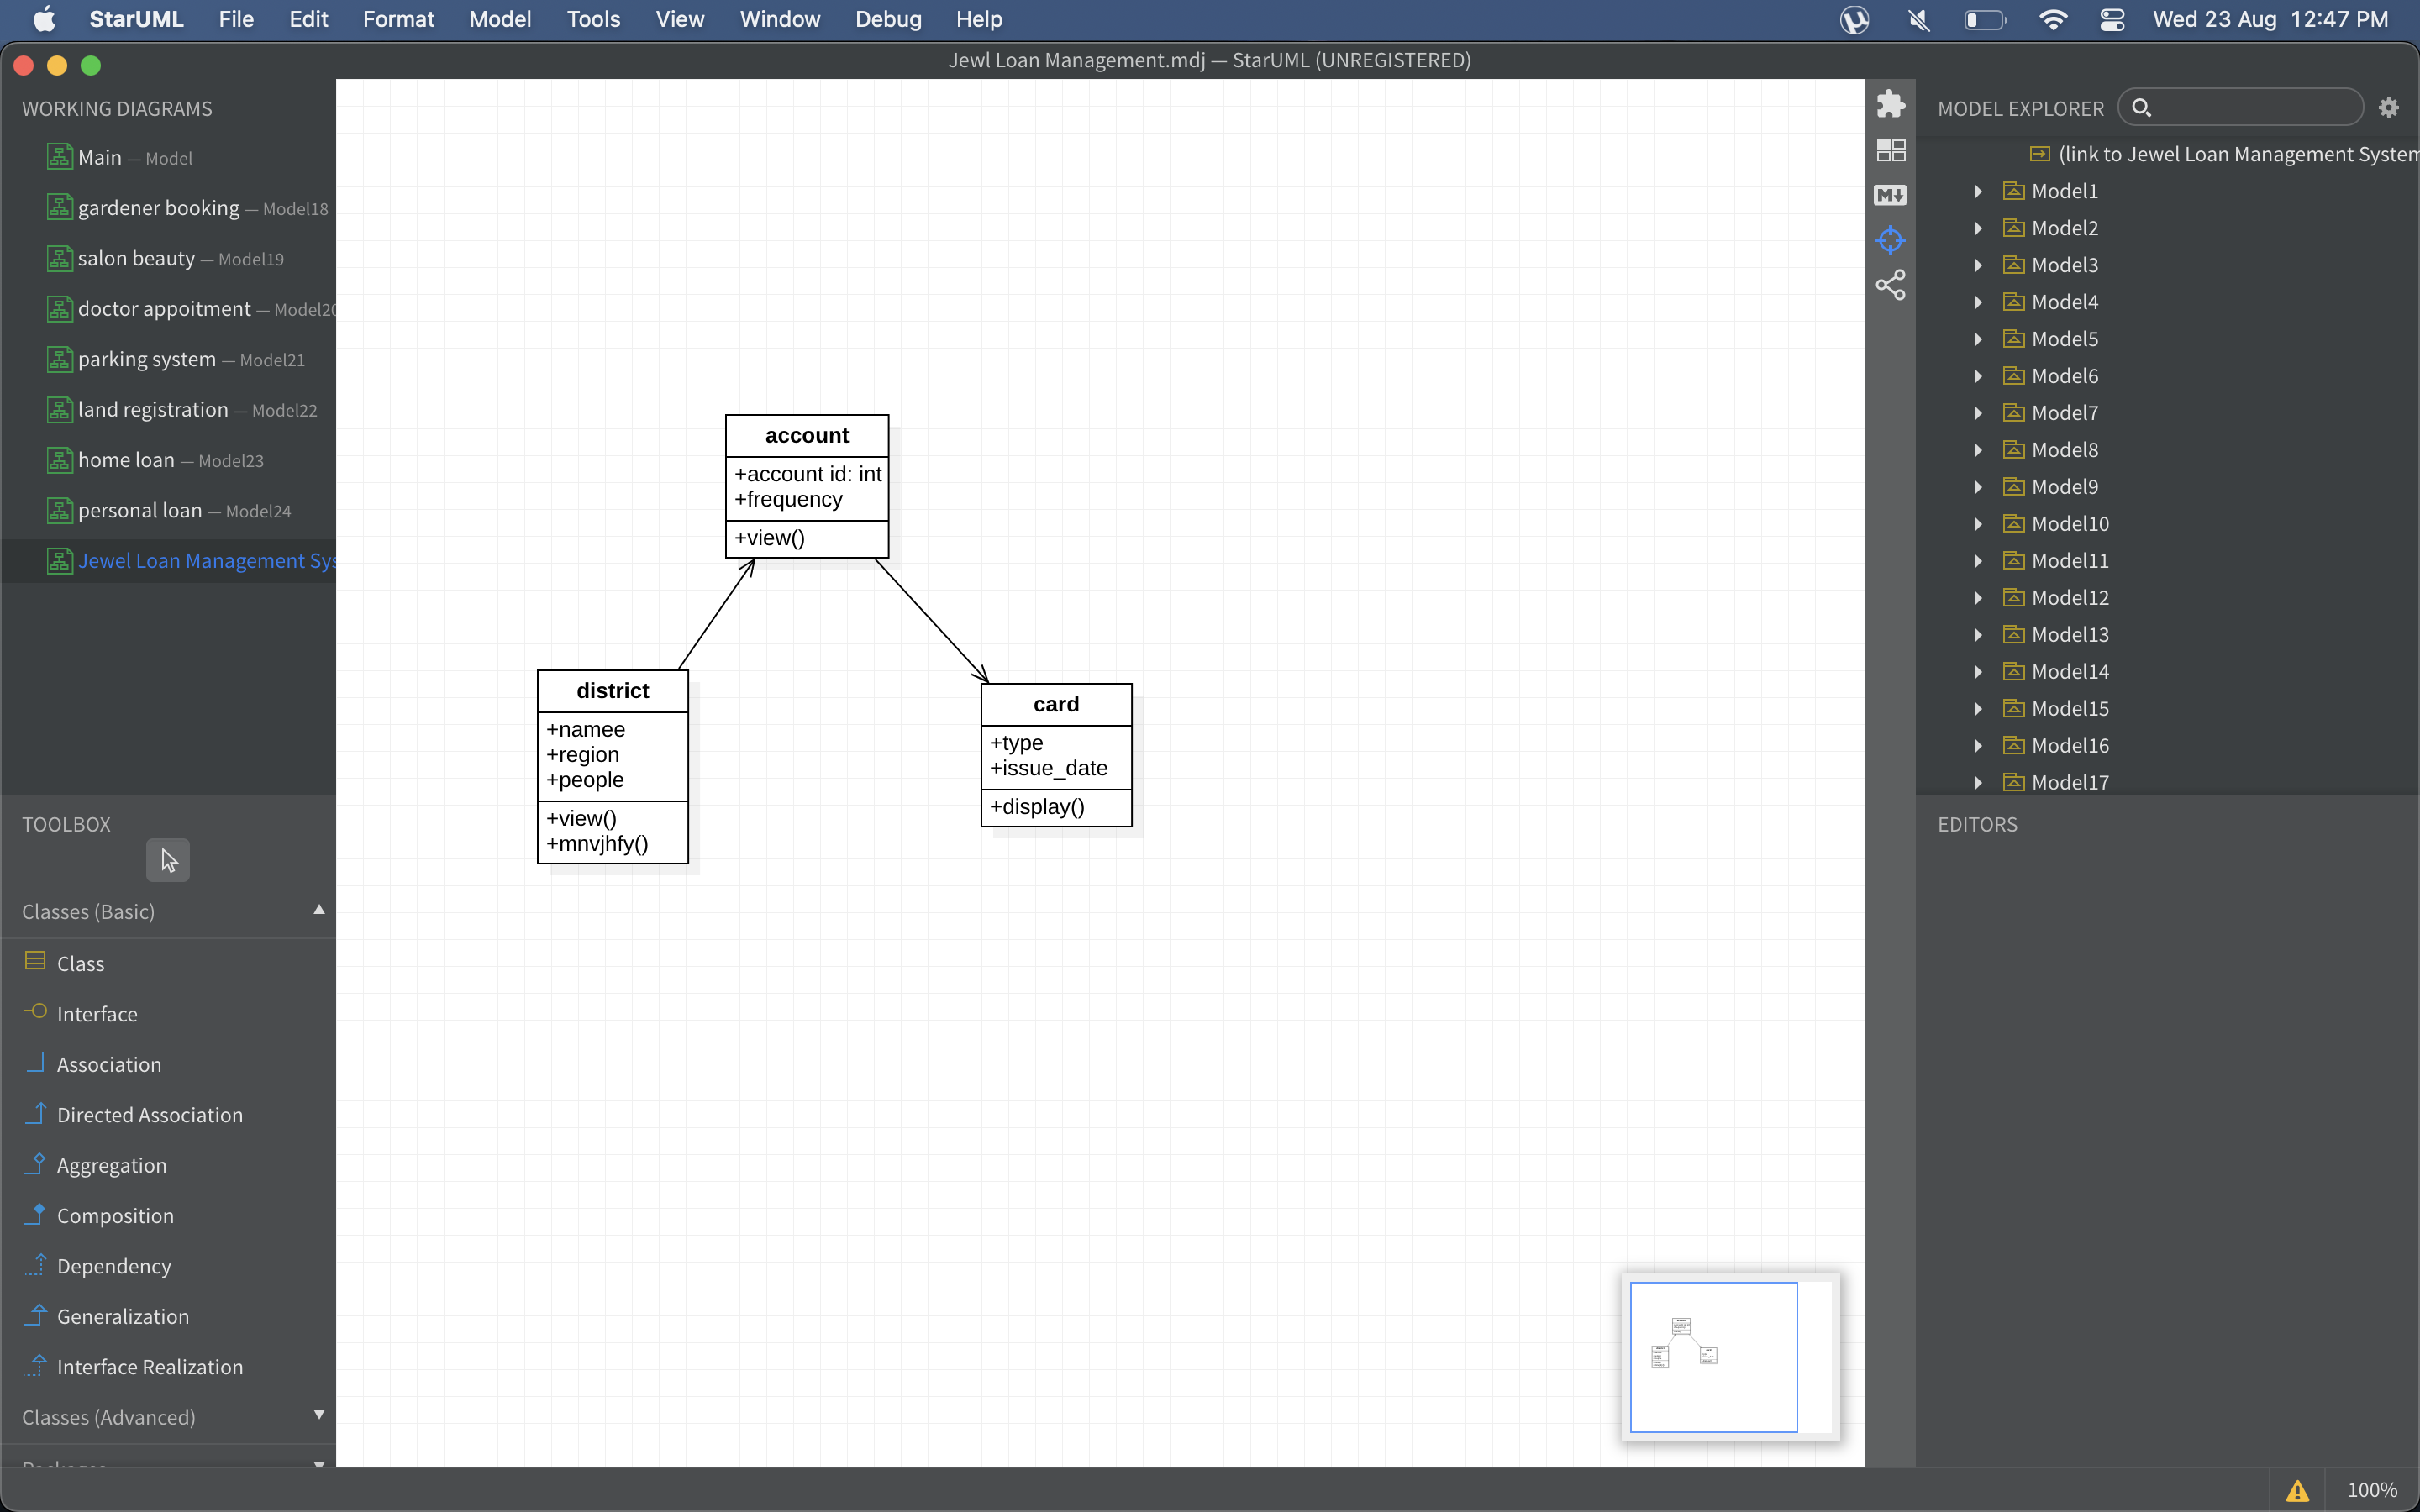 StarUML File Edit Format Model Tools View Window Debug Help Wed 23 Aug 12:47 PM
Jewl Loan Management.mdj — StarUML (UNREGISTERED)
WORKING DIAGRAMS
Main — Model
gardener booking — Model18
salon beauty — Model19
doctor appoitment — Model20
parking system — Model21
land registration — Model22
home loan — Model23
personal loan — Model24
Jewel Loan Management Sys
TOOLBOX
Classes (Basic)
Class
Interface
Association
Directed Association
Aggregation
Composition
Dependency
Generalization
Interface Realization
Classes (Advanced)
account
+account id: int
+frequency
+view()
district
+namee
+region
+people
+view()
+mnvjhfy()
card
+type
+issue_date
+display()
M
MODEL EXPLORER
(link to Jewel Loan Management System
Model1
Model2
Model3
Model4
Model5
Model6
Model7
Model8
Model9
Model10
Model11
Model12
Model13
Model14
Model15
Model16
Model17
EDITORS
100%